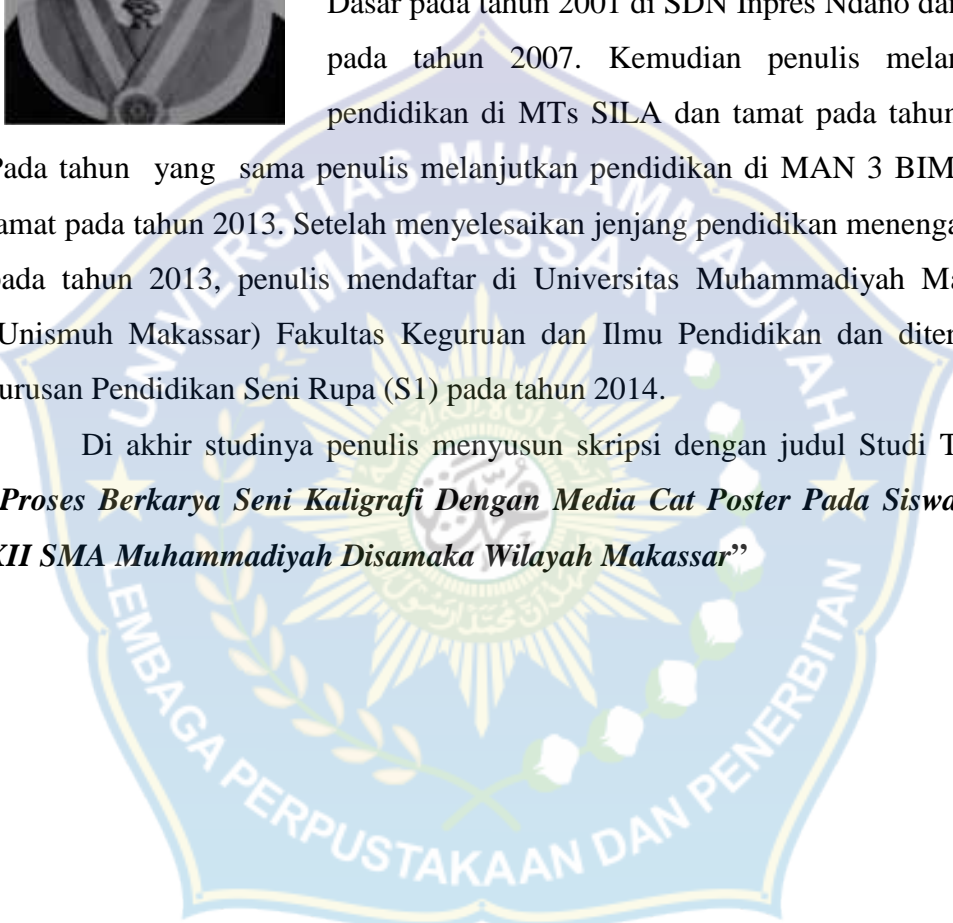 Dasar pada tahun 2001 di SDN Inpres Ndano dan
pada tahun 2007. Kemudian penulis melan
pendidikan di MTs SILA dan tamat pada tahun
Pada tahun yang sama penulis melanjutkan pendidikan di MAN 3 BIM
tamat pada tahun 2013. Setelah menyelesaikan jenjang pendidikan menenga
pada tahun 2013, penulis mendaftar di Universitas Muhammadiyah Ma
(Unismuh Makassar) Fakultas Keguruan dan Ilmu Pendidikan dan diter
urusan Pendidikan Seni Rupa (S1) pada tahun 2014.
Di akhir studinya penulis menyusun skripsi dengan judul Studi T
Proses Berkarya Seni Kaligrafi Dengan Media Cat Poster Pada Siswa
XII SMA Muhammadiyah Disamaka Wilayah Makassar”
UNIVERSITAS MUHAMMADIYAH
MAKASSAR
LEMBAGA PERPUSTAKAAN DAN PENERBITAN